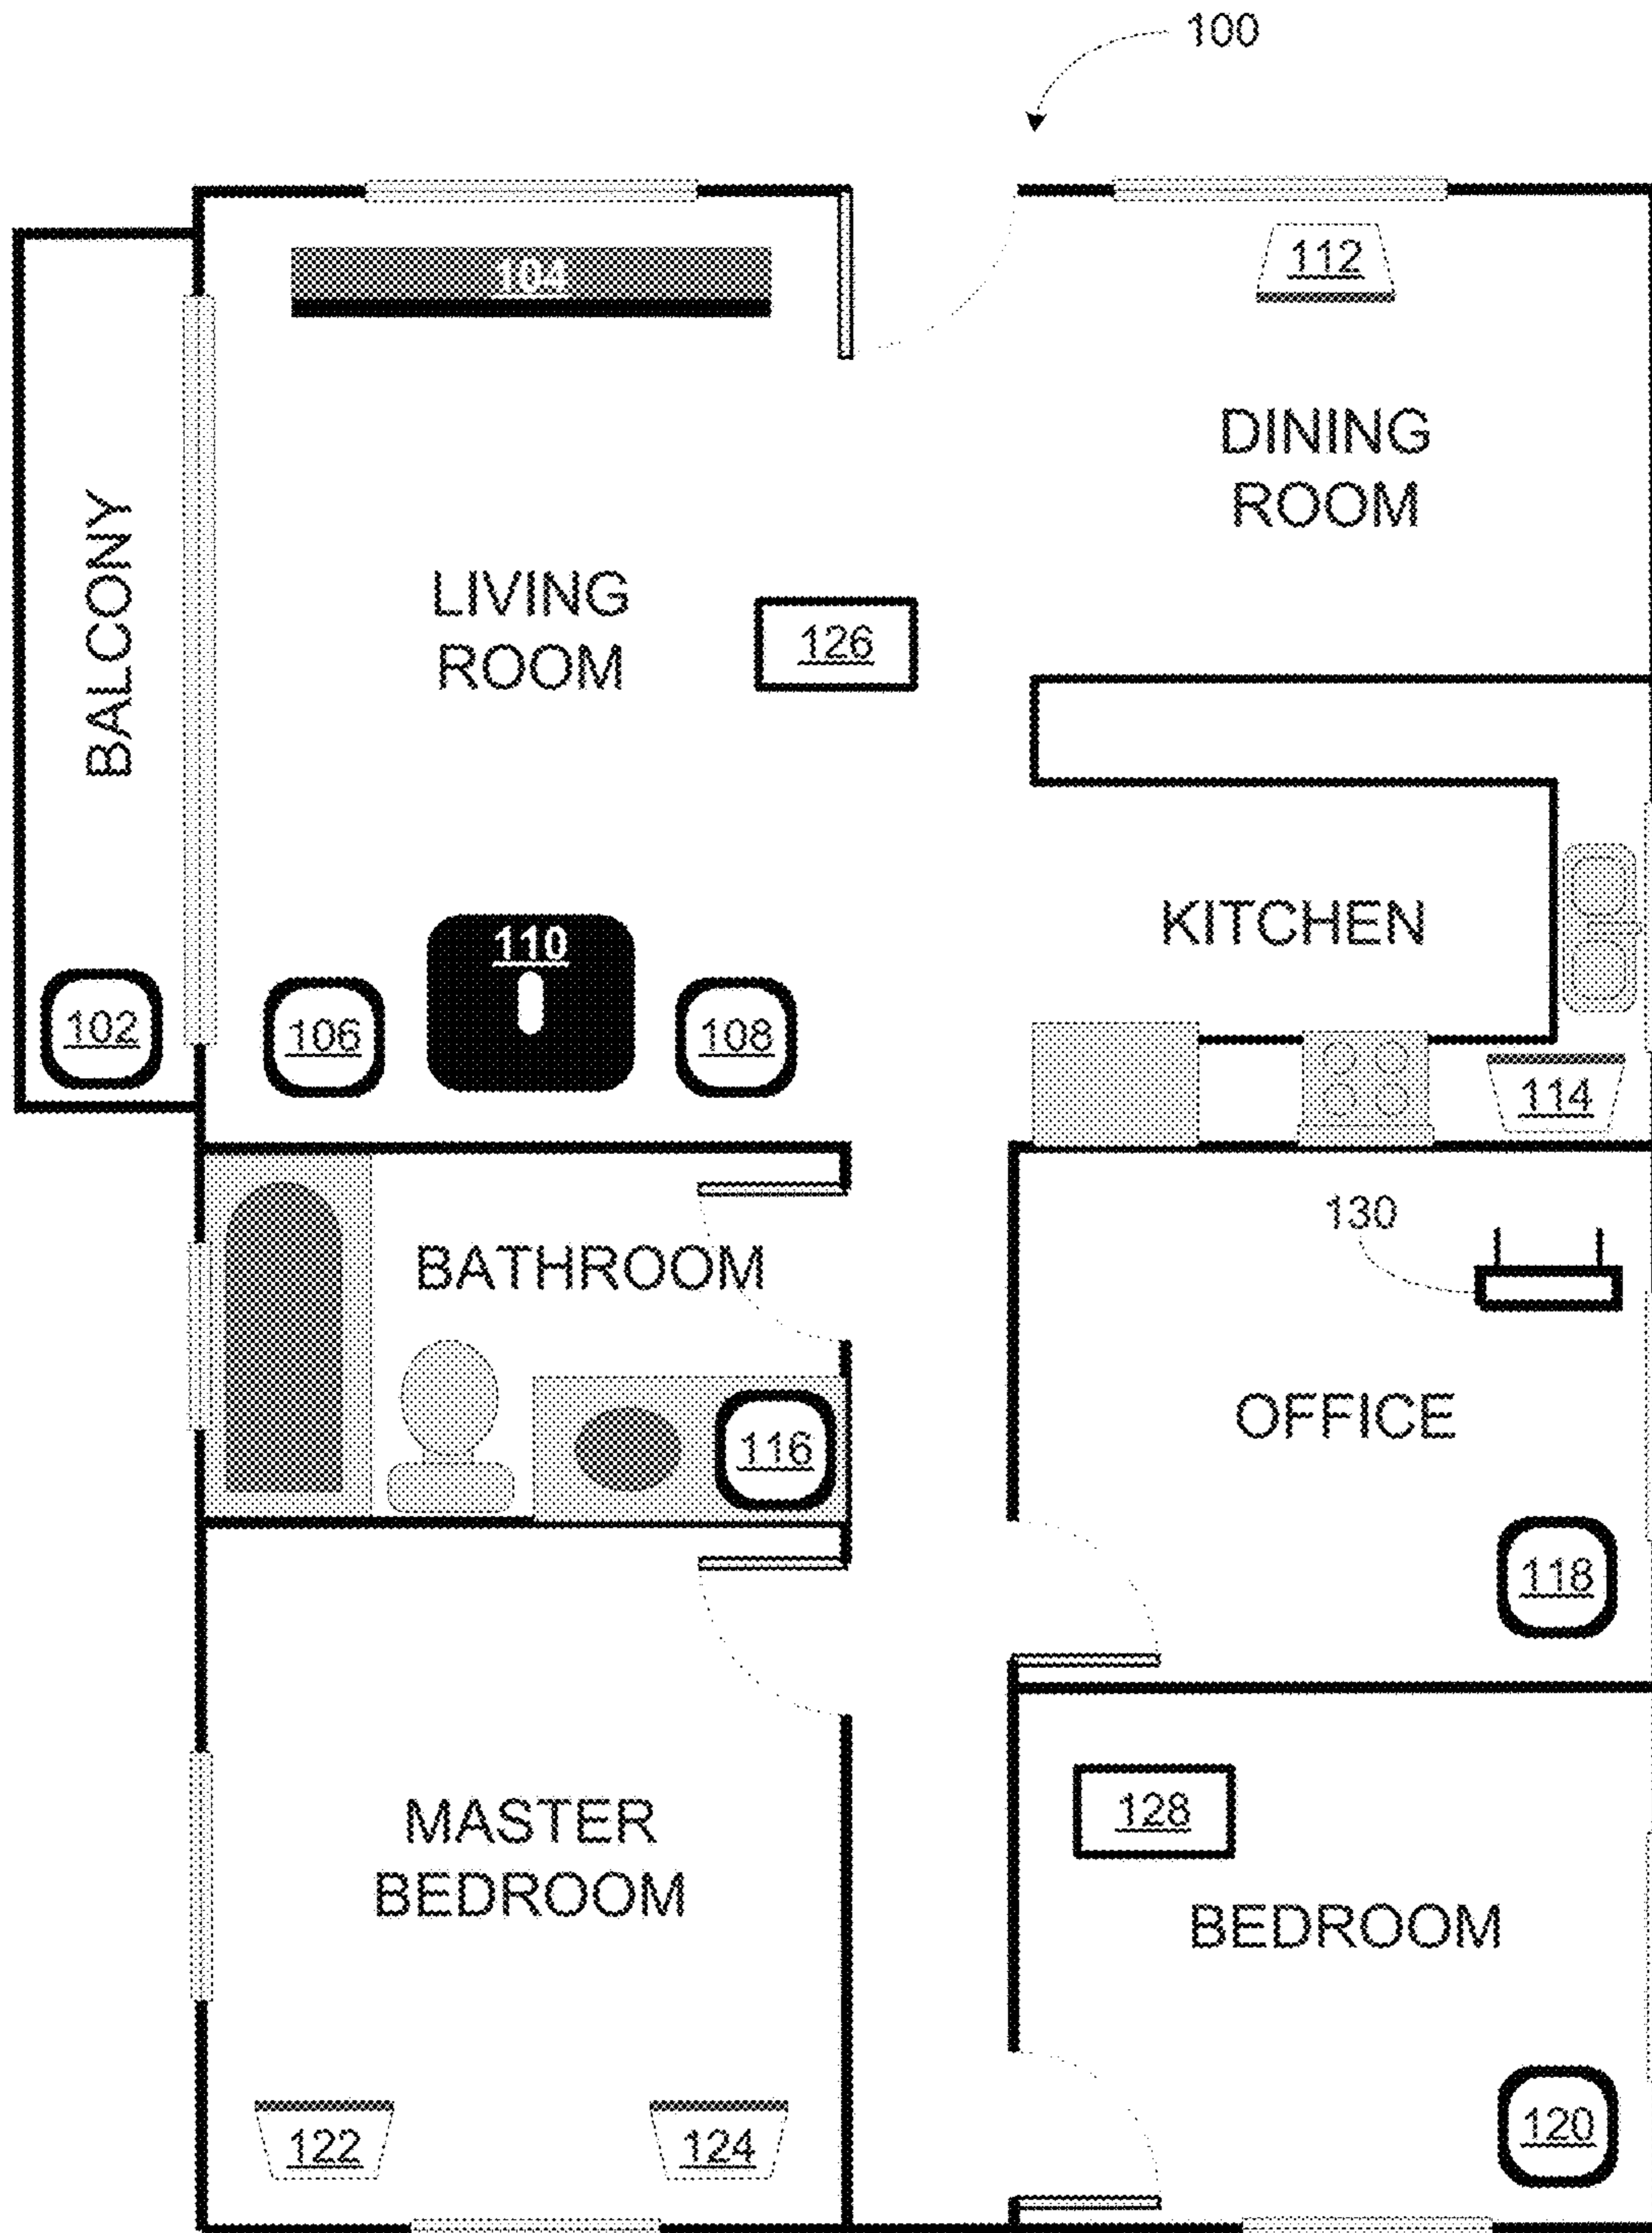 100
104
112
DINING
ROOM
BALCONY
LIVING
ROOM
126
KITCHEN
110
102
106
108
114
130
BATHROOM
OFFICE
116
118
MASTER
BEDROOM
128
BEDROOM
122
124
120